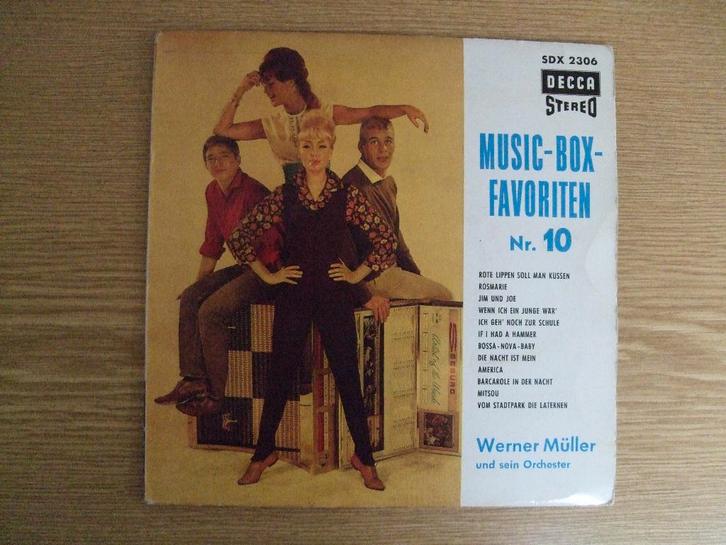 SDX 2306
DECCA
STEREO
MUSIC-BOX-
FAVORITEN
Nr. 10
ROTE LIPPEN SOLL MAN KÜSSEN
ROSMARIE
JIM UND JOE
WENN ICH EIN JUNGE WÄR'
ICH GEH' NOCH ZUR SCHULE
IF I HAD A HAMMER
BOSSA-NOVA-BABY
DIE NACHT IST MEIN
AMERICA
BARCAROLE IN DER NACHT
MITSOU
VOM STADTPARK DIE LATERNEN
Werner Müller
und sein Orchester
SEEBURG